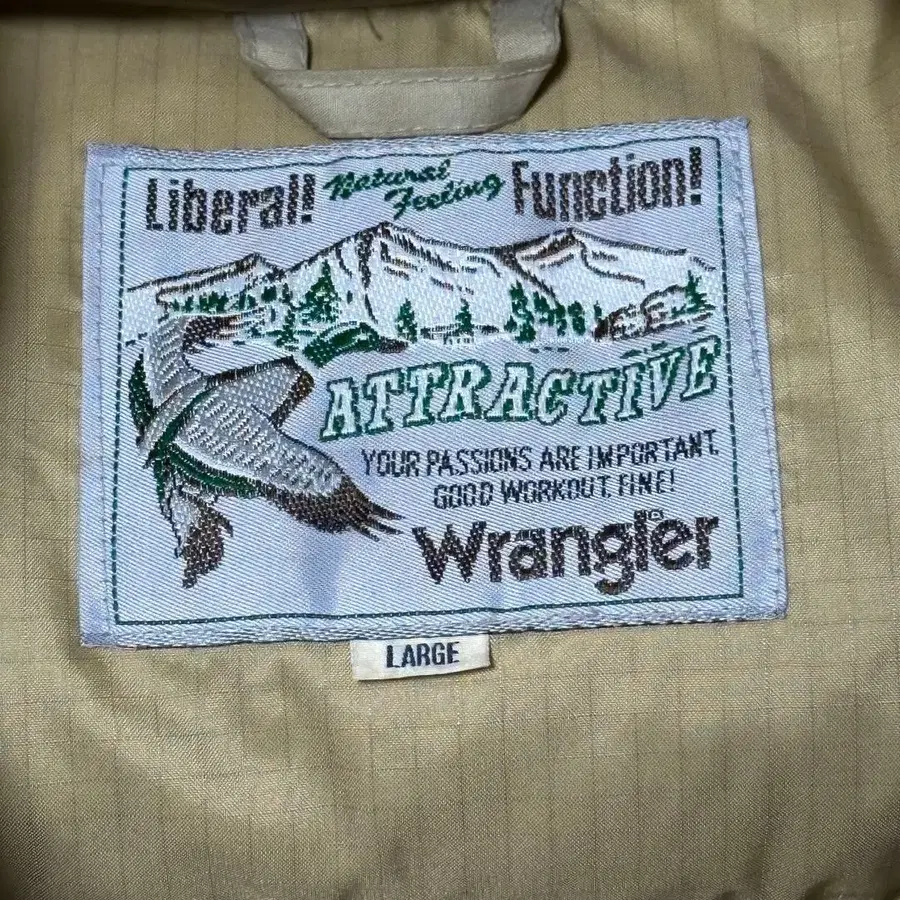 Liberal! Natural Feeling Function!
ATTRACTIVE
YOUR PASSIONS ARE IMPORTANT.
GOOD WORKOUT. FINE!
Wrangler®
LARGE